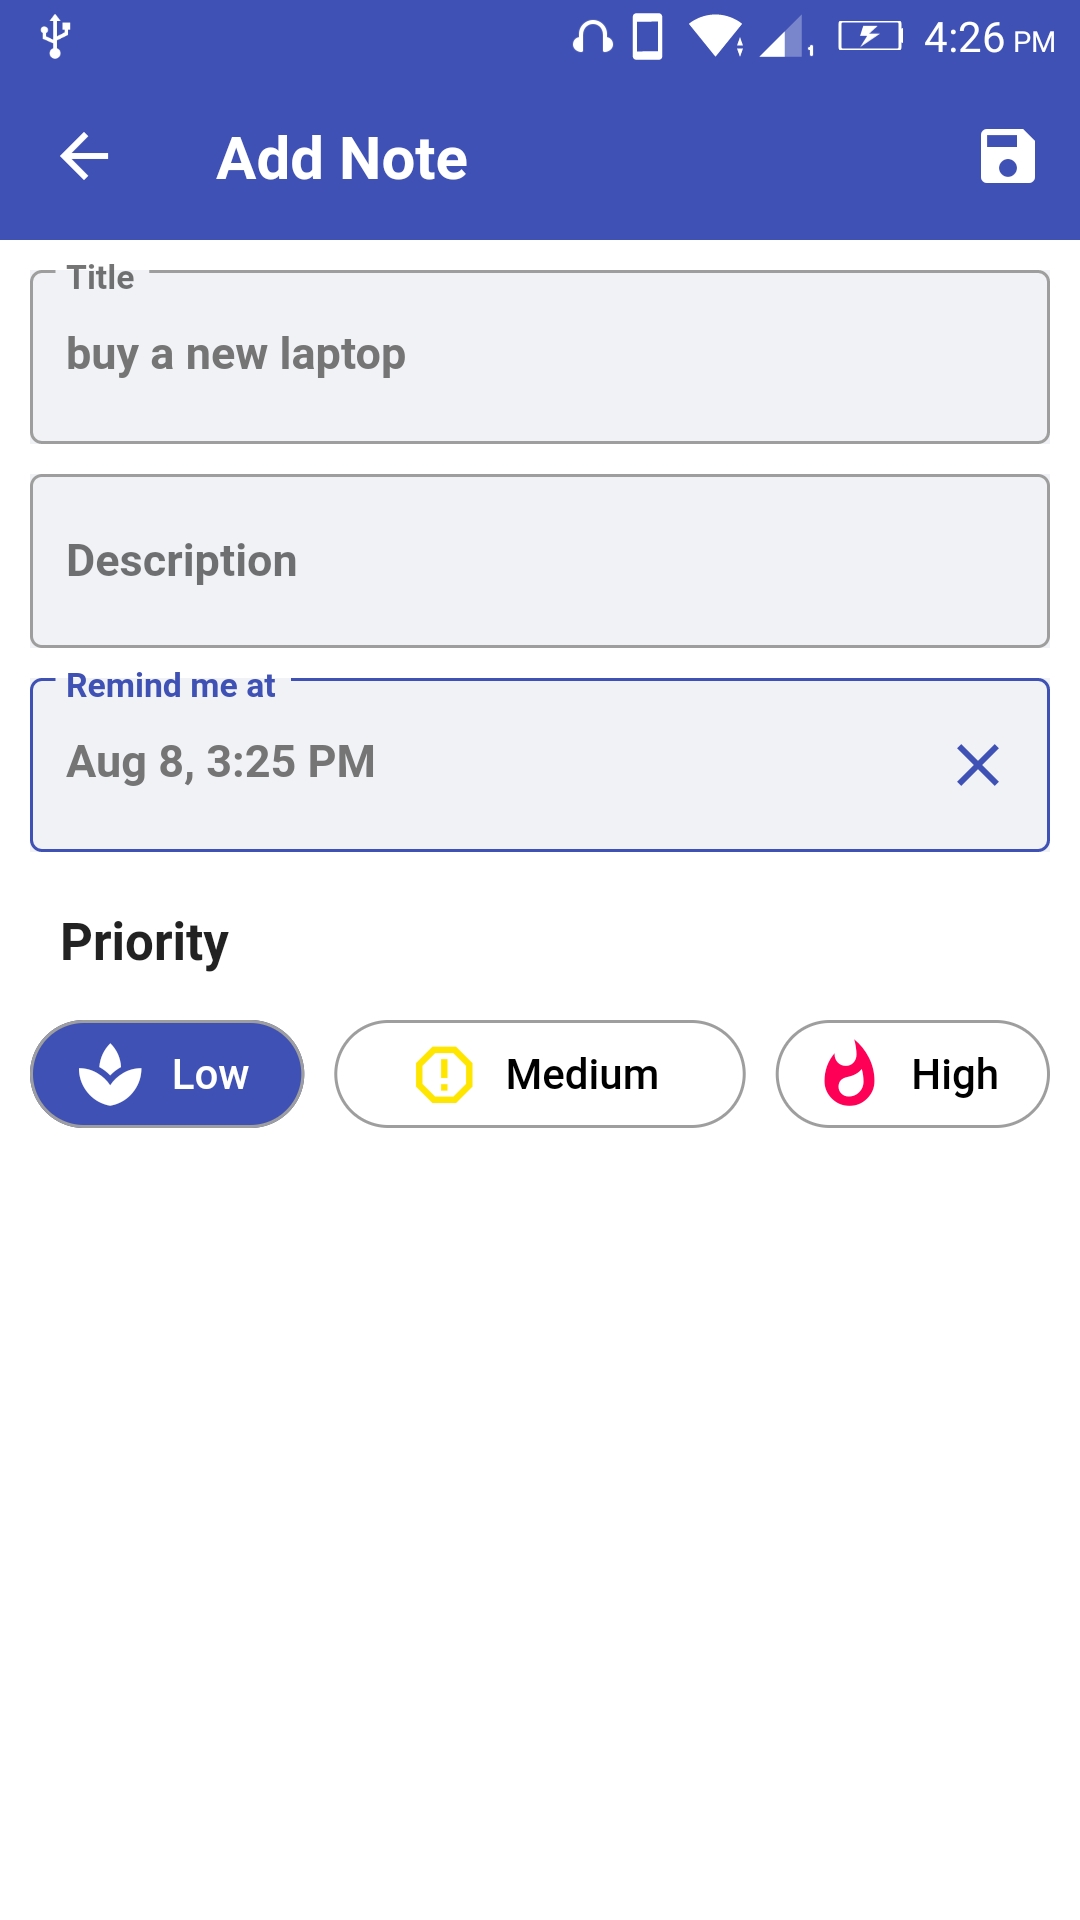 4:26 PM
Add Note
Title
buy a new laptop
Description
Remind me at
Aug 8, 3:25 PM
Priority
Low Medium High